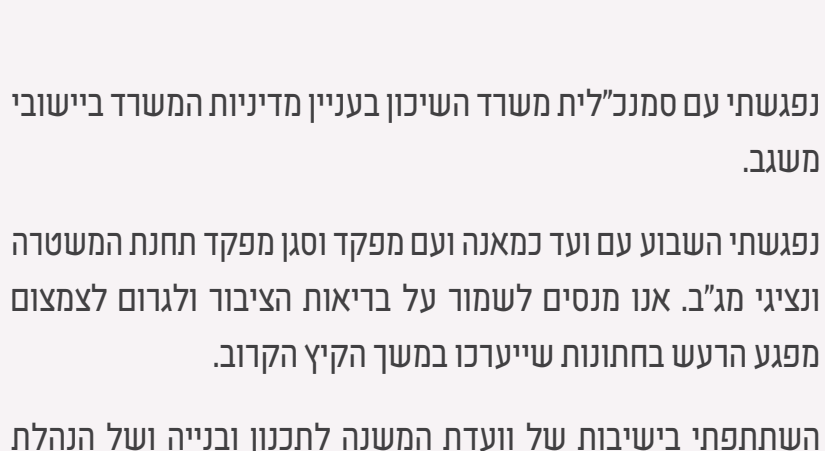 נפגשתי עם סמנכ"לית משרד השיכון בעניין מדיניות המשרד ביישובי
משגב.
נפגשתי השבוע עם ועד כמאנה ועם מפקד וסגן מפקד תחנת המשטרה
ונציגי מג"ב. אנו מנסים לשמור על בריאות הציבור ולגרום לצמצום
מפגע הרעש בחתונות שייערכו במשך הקיץ הקרוב.
השתתפתי בישיבות של וועדת המשנה לתכנון ובנייה ושל הנהלת